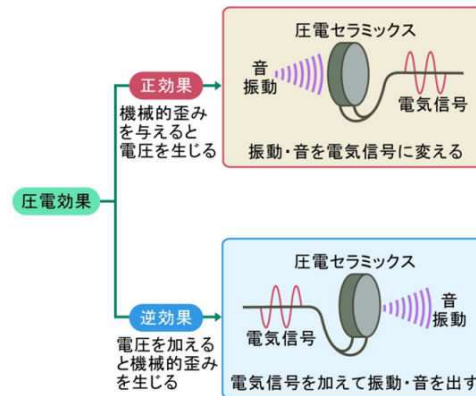 圧電効果
正効果
機械的歪み
を与えると
電圧を生じる
圧電セラミックス
音
振動
電気信号
振動・音を電気信号に変える
逆効果
電圧を加える
と機械的歪み
を生じる
圧電セラミックス
電気信号
音
振動
電気信号を加えて振動・音を出す